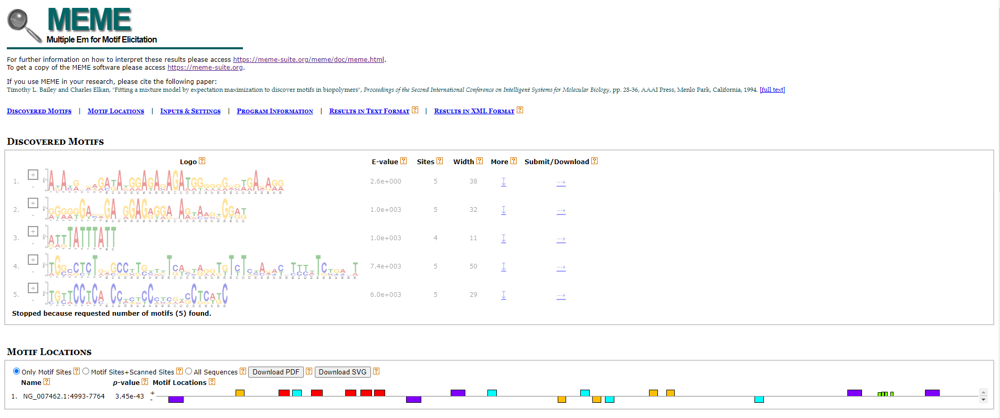 MEME
Multiple Em for Motif Elicitation
For further information on how to interpret these results please access https://meme-suite.org/meme/doc/meme.html.
To get a copy of the MEME software please access https://meme-suite.org.
If you use MEME in your research, please cite the following paper:
Timothy L. Bailey and Charles Elkan, "Fitting a mixture model by expectation maximization to discover motifs in biopolymers", Proceedings of the Second International Conference on Intelligent Systems for Molecular Biology, pp. 28-36, AAAI Press, Menlo Park, California, 1994. [full text]
Discovered Motifs | Motif Locations | Inputs & Settings | Program Information | Results in Text Format ? | Results in XML Format ?
Discovered Motifs
Logo ? E-value ? Sites ? Width ? More ? Submit/Download ?
1. + - 2.6e+000 5 38
2. + - 1.0e+003 5 32
3. + - 1.0e+003 4 11
4. + - 7.4e+003 5 50
5. + - 6.0e+003 5 29
Stopped because requested number of motifs (5) found.
Motif Locations
Only Motif Sites ? Motif Sites+Scanned Sites ? All Sequences ? Download PDF ? Download SVG ?
Name ? p-value ? Motif Locations ?
1. NG_007462.1:4993-7764 3.45e-43 + -